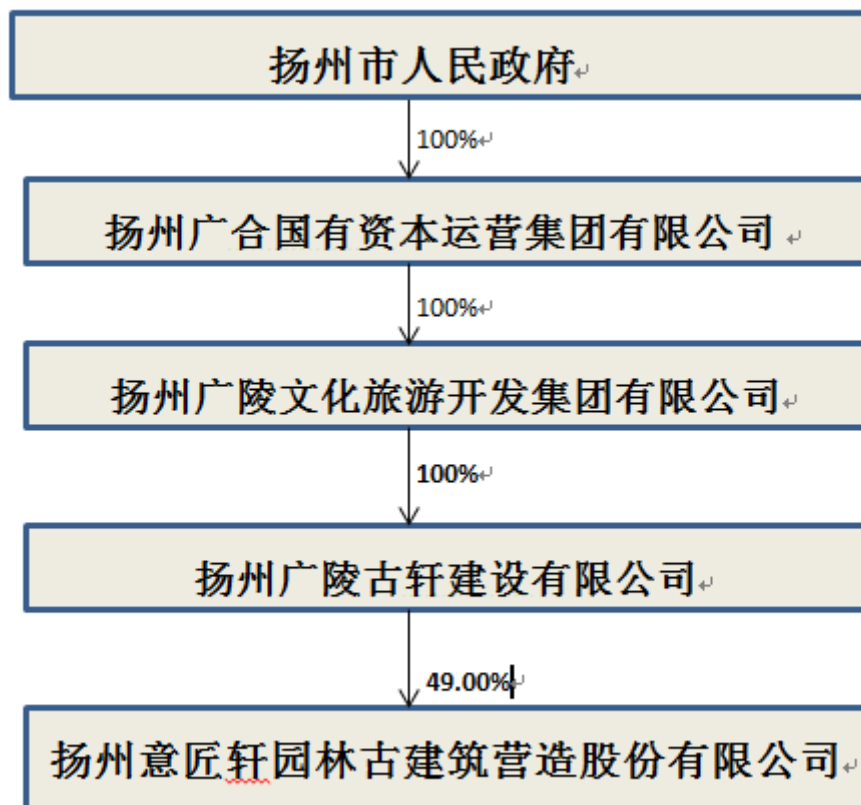 扬州市人民政府
100%
扬州广合国有资本运营集团有限公司
100%
扬州广陵文化旅游开发集团有限公司
100%
扬州广陵古轩建设有限公司
49.00%
扬州意匠轩园林古建筑营造股份有限公司